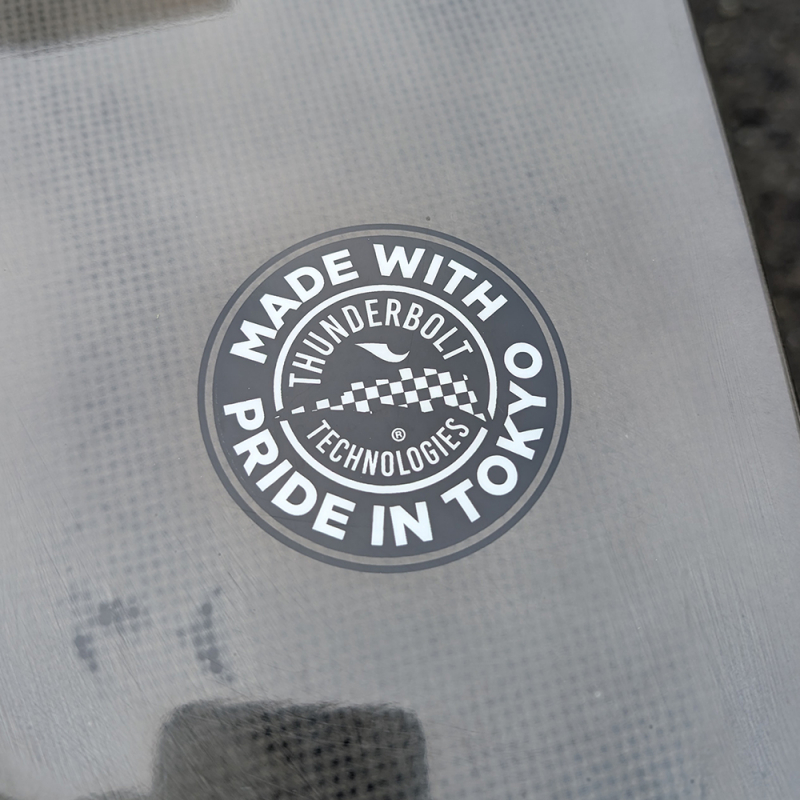 MADE WITH
PRIDE IN TOKYO
THUNDERBOLT
®
TECHNOLOGIES